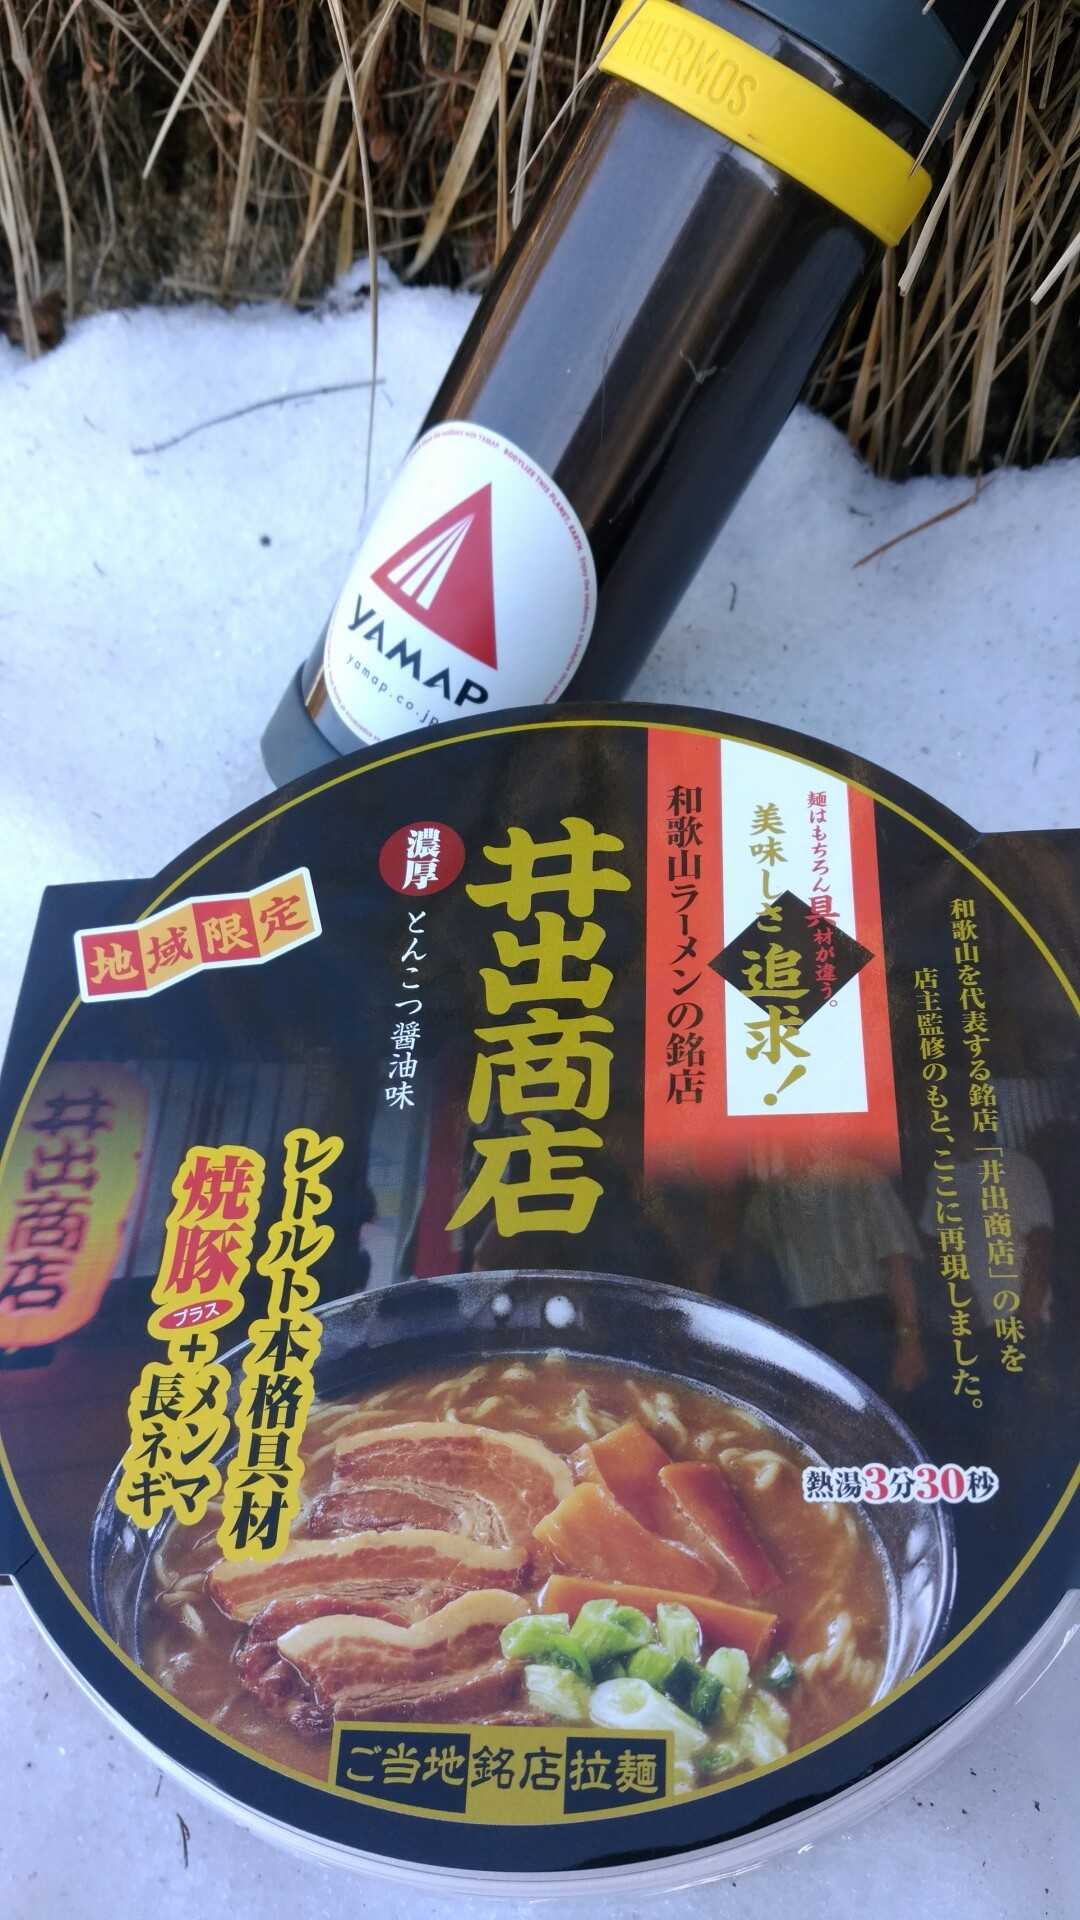 THERMOS
BODYLIZE THIS PLANET, EARTH.
YAMAP
yamap.co.jp
和歌山を代表する銘店「井出商店」の味を
店主監修のもと、ここに再現しました。
麺はもちろん具材が違う。
美味しさ追求！
和歌山ラーメンの銘店
井出商店
濃厚
とんこつ醤油味
地域限定
井出商店
レトルト本格具材
焼豚
プラス
+メンマ
長ネギ
熱湯3分30秒
ご当地銘店拉麺